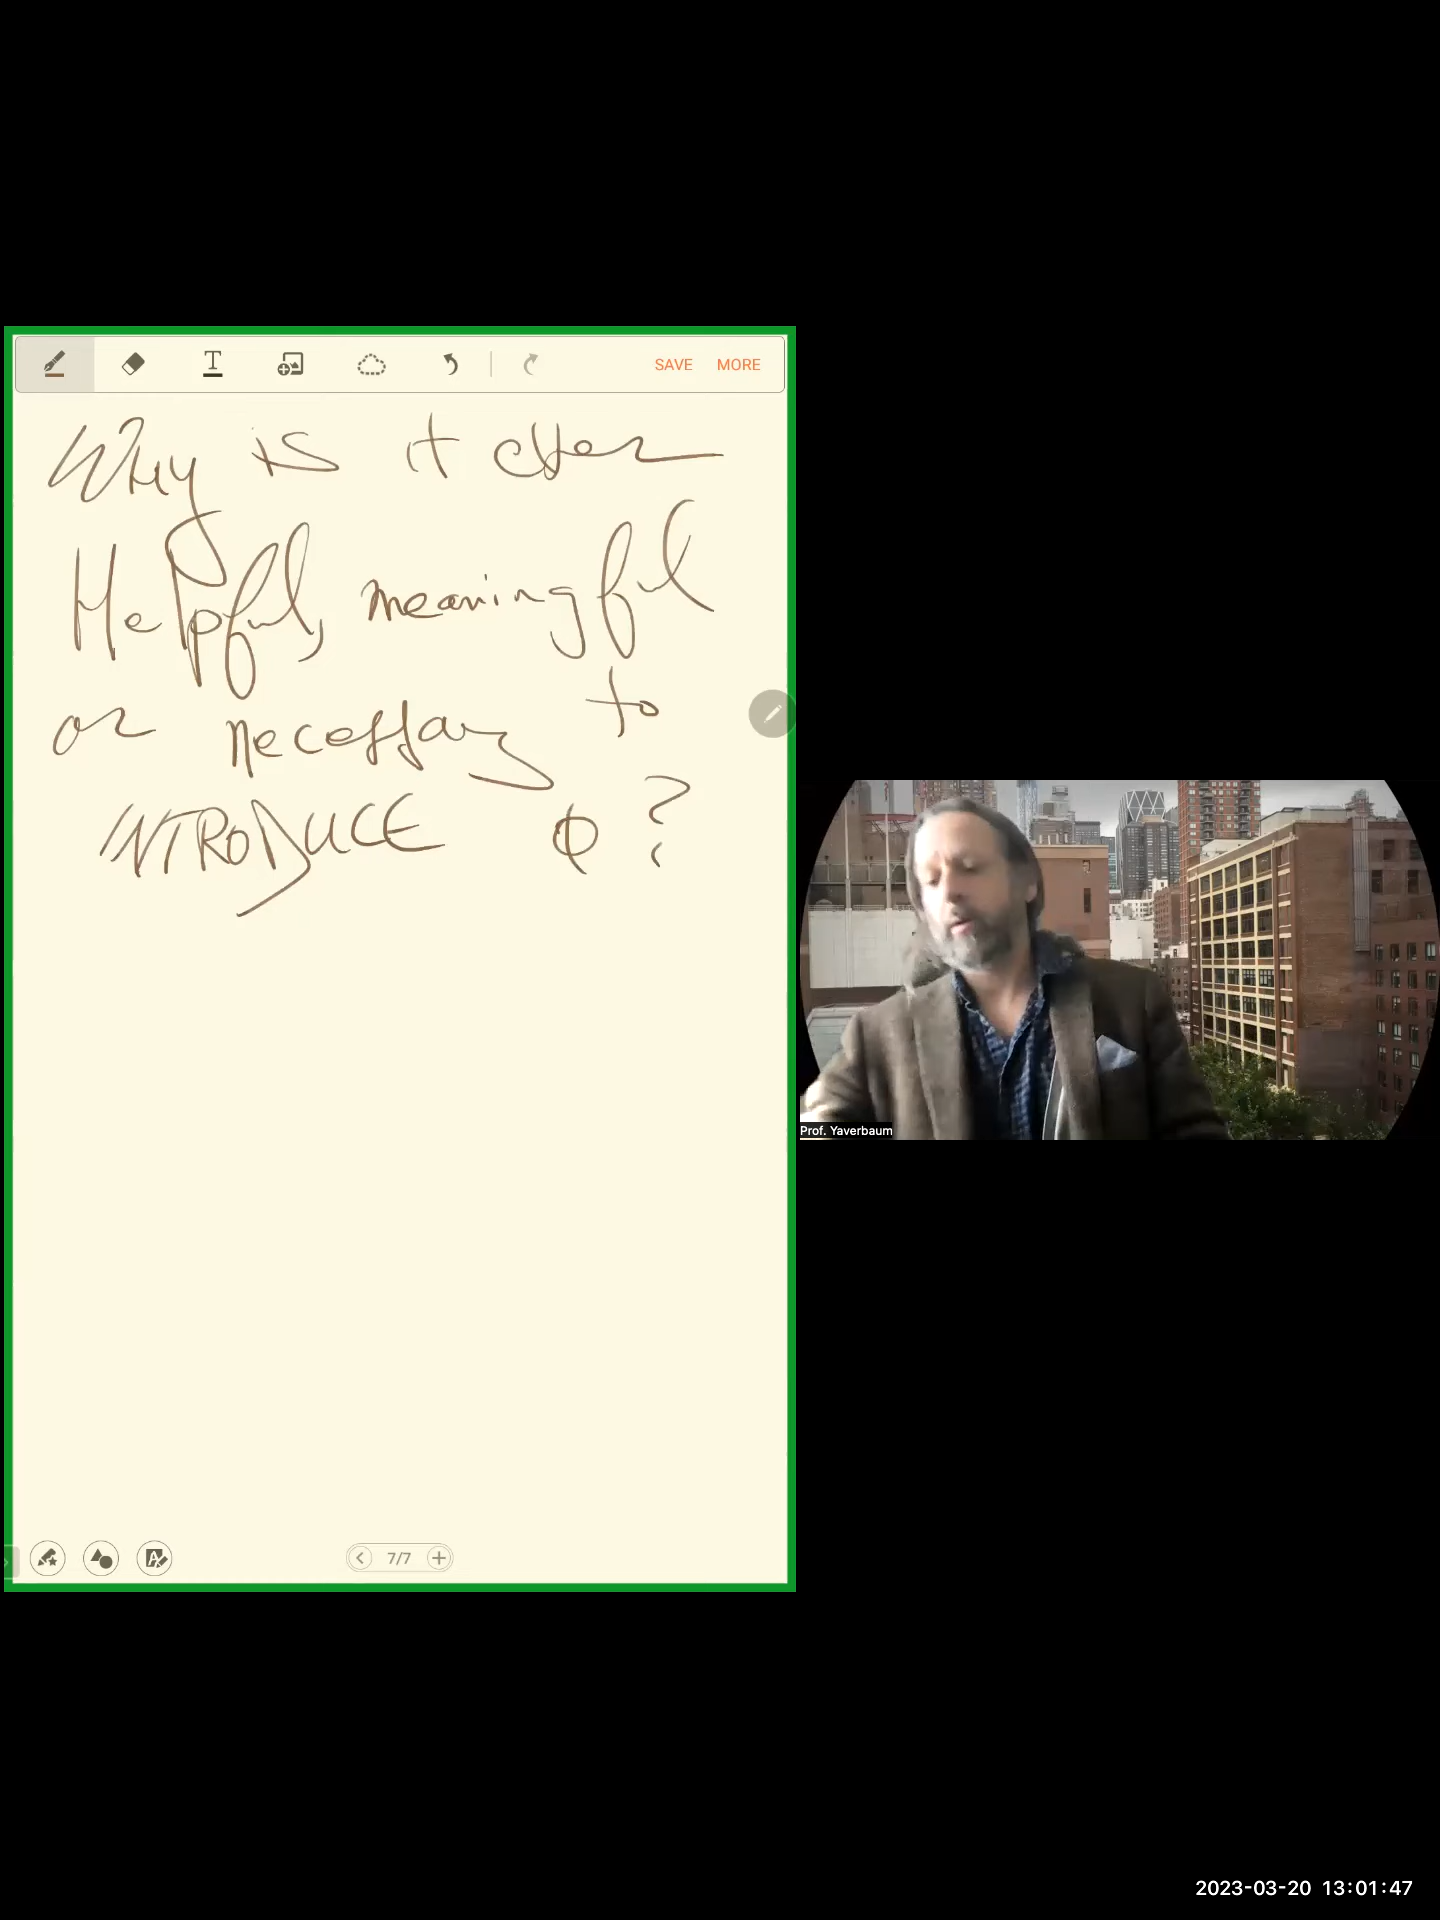 T
SAVE MORE
Why is it ever
Helpful, meaningful
or necessary to
INTRODUCE Φ ?
Prof. Yaverbaum
A
7/7
2023-03-20 13:01:47